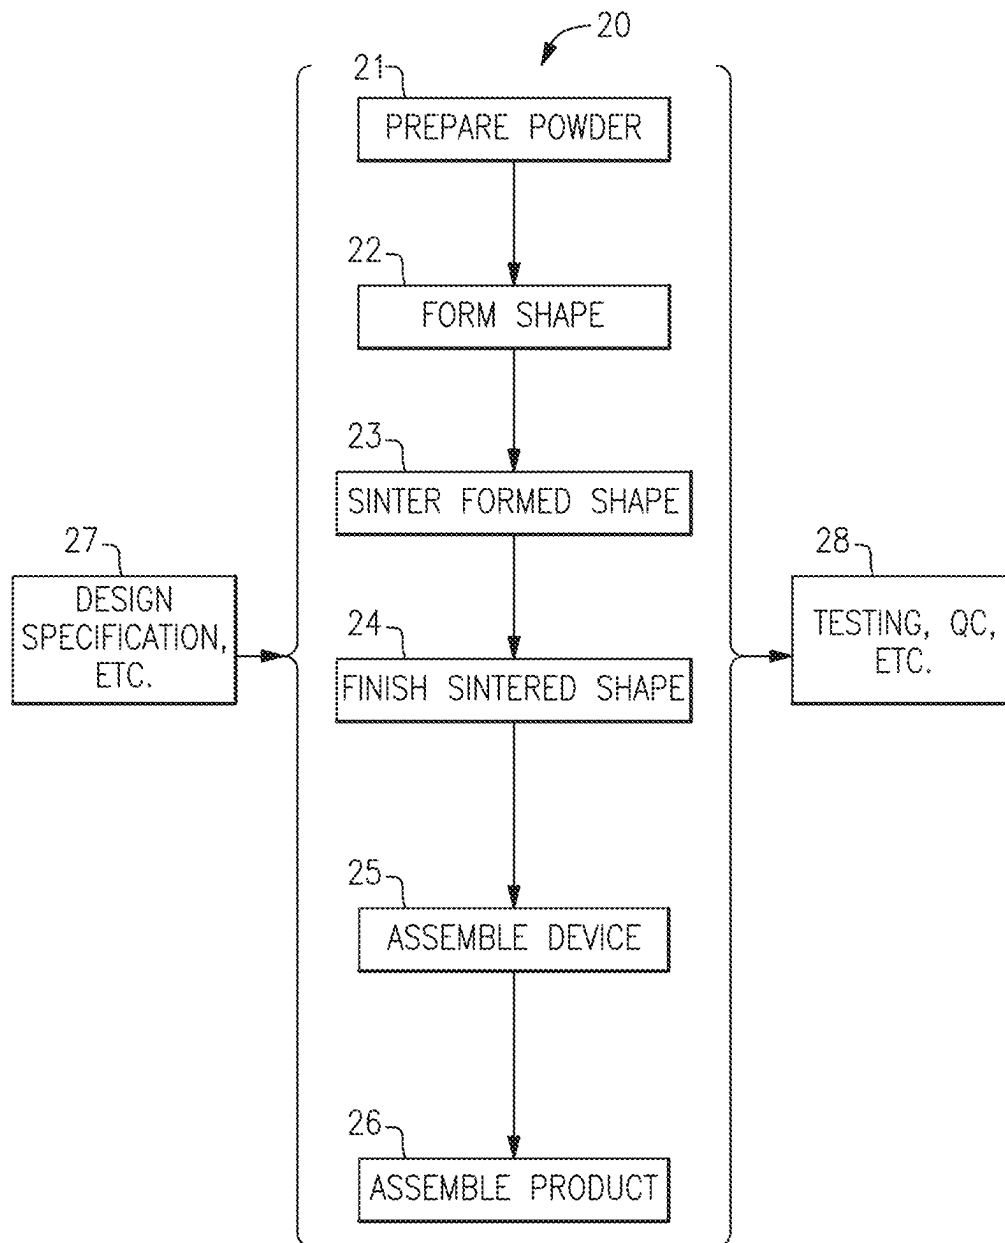 20
21
PREPARE POWDER
22
FORM SHAPE
23
SINTER FORMED SHAPE
27
DESIGN
SPECIFICATION,
ETC.
24
FINISH SINTERED SHAPE
28
TESTING, QC,
ETC.
25
ASSEMBLE DEVICE
26
ASSEMBLE PRODUCT